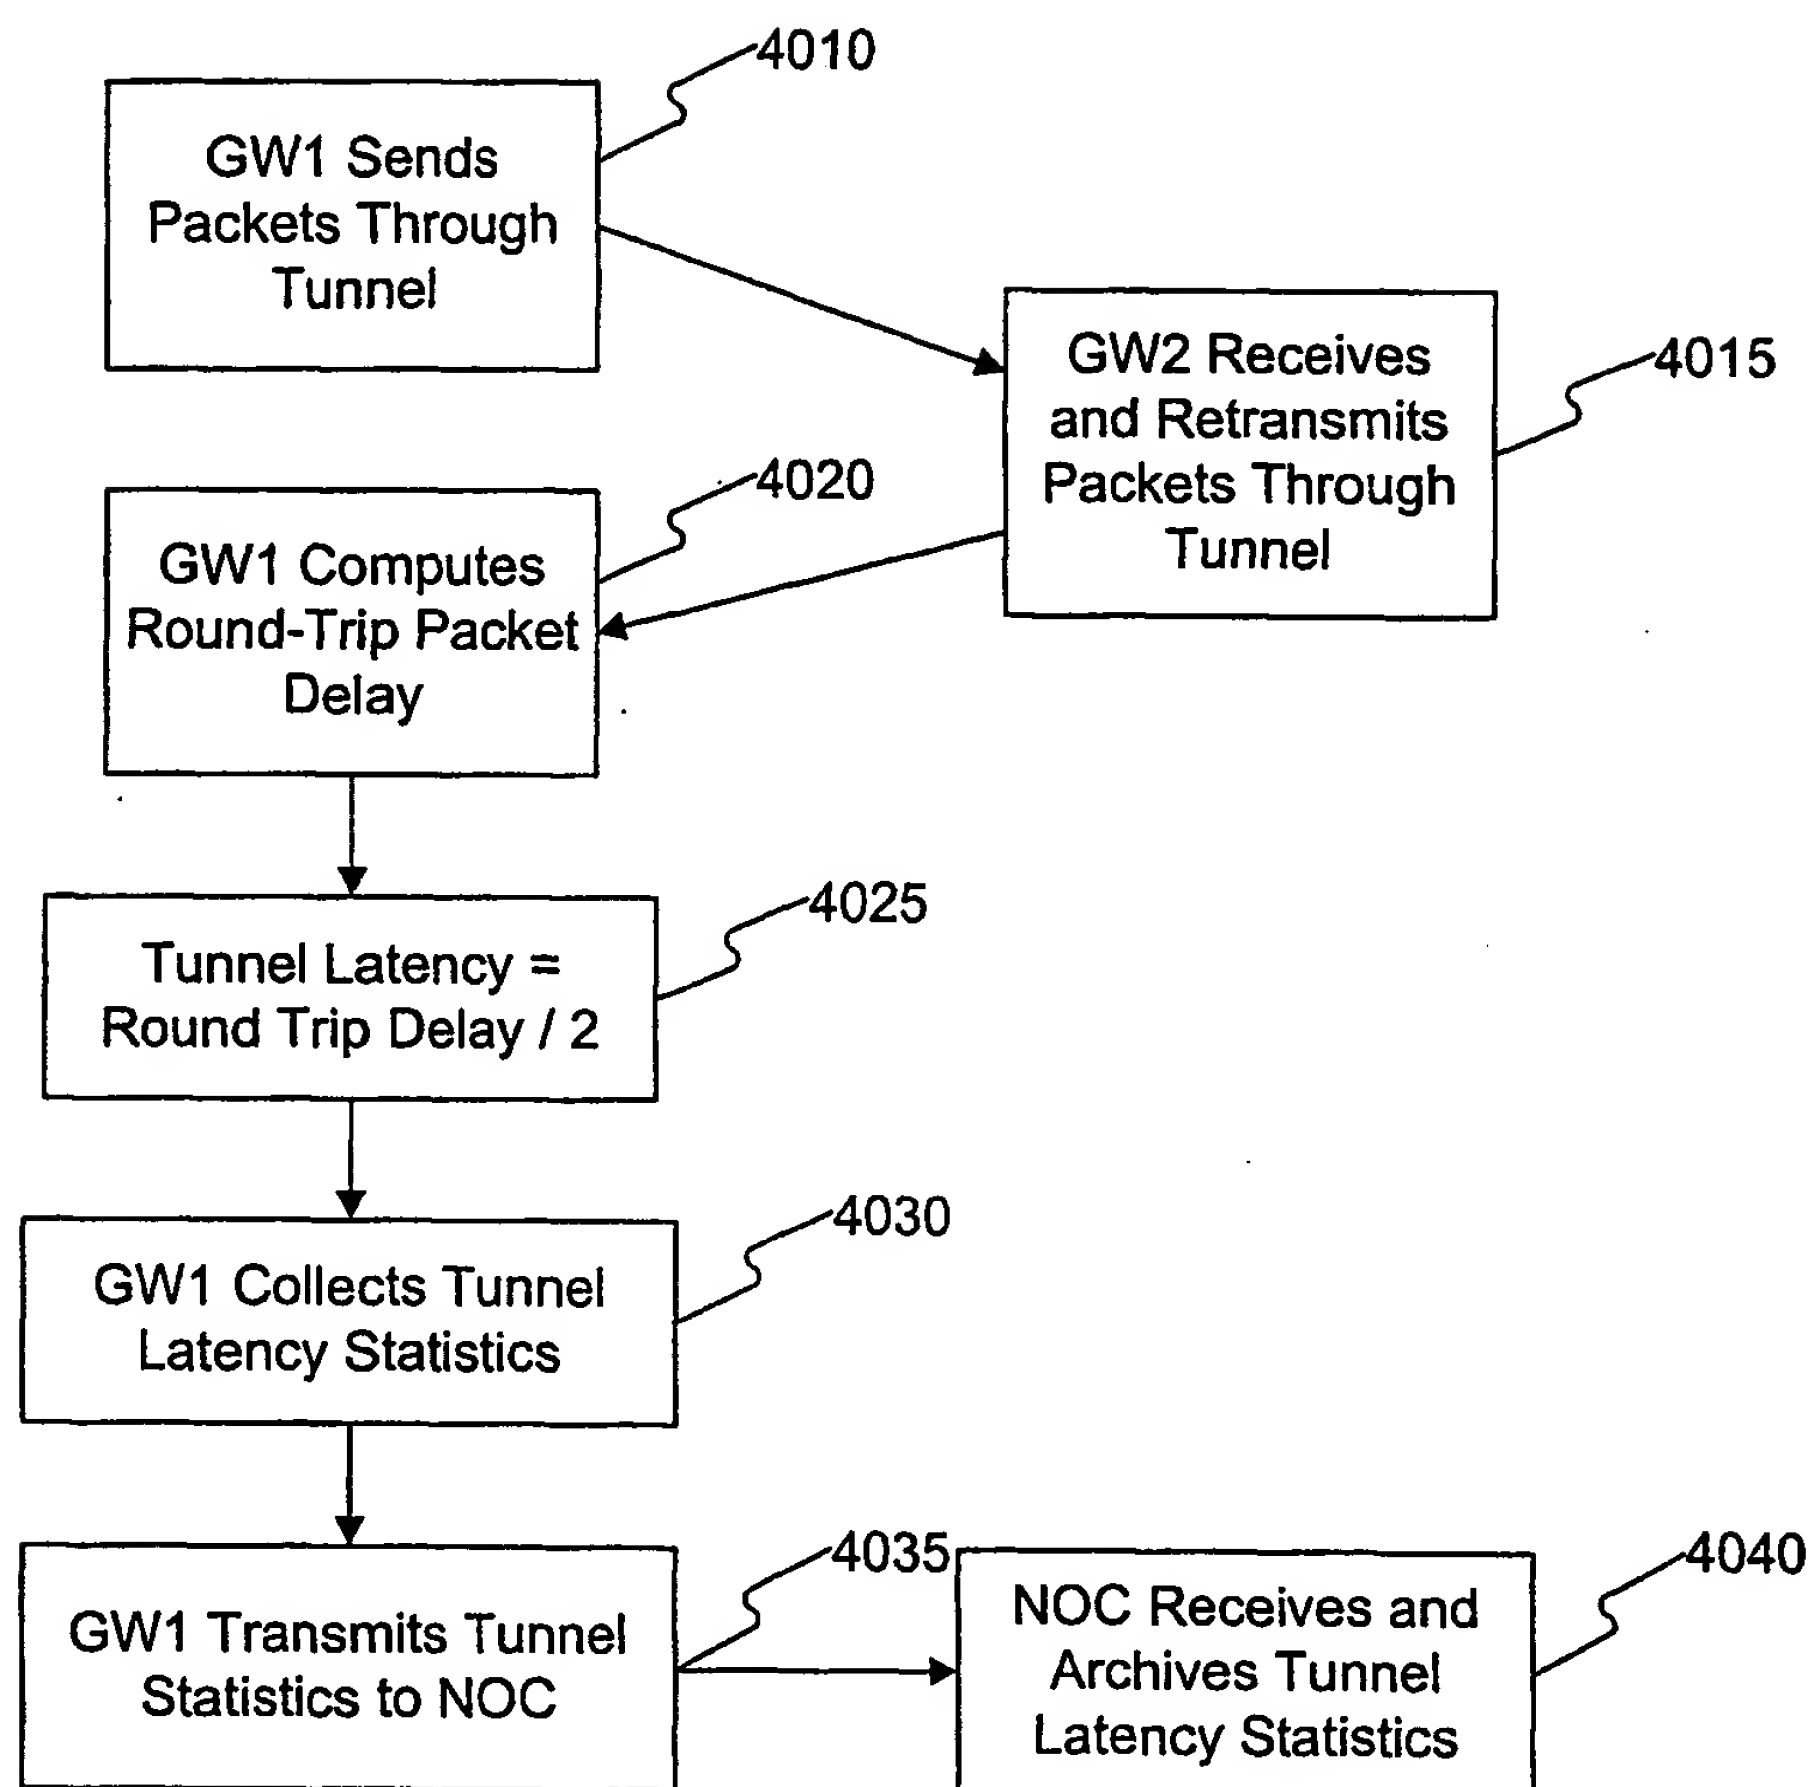 4010
GW1 Sends
Packets Through
Tunnel
GW2 Receives
and Retransmits
Packets Through
Tunnel
4015
4020
GW1 Computes
Round-Trip Packet
Delay
4025
Tunnel Latency =
Round Trip Delay / 2
4030
GW1 Collects Tunnel
Latency Statistics
4035
GW1 Transmits Tunnel
Statistics to NOC
4040
NOC Receives and
Archives Tunnel
Latency Statistics